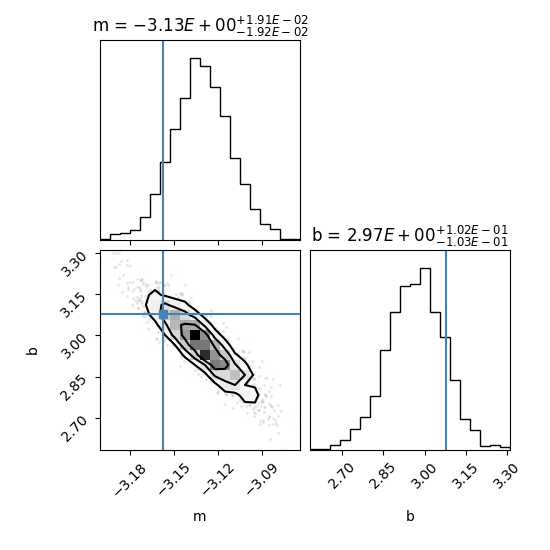 m = −3.13E + 00+1.91E − 02 −1.92E − 02
b = 2.97E + 00+1.02E − 01 −1.03E − 01
3.30
3.15
3.00
2.85
2.70
b
−3.18 −3.15 −3.12 −3.09
m
2.70 2.85 3.00 3.15 3.30
b